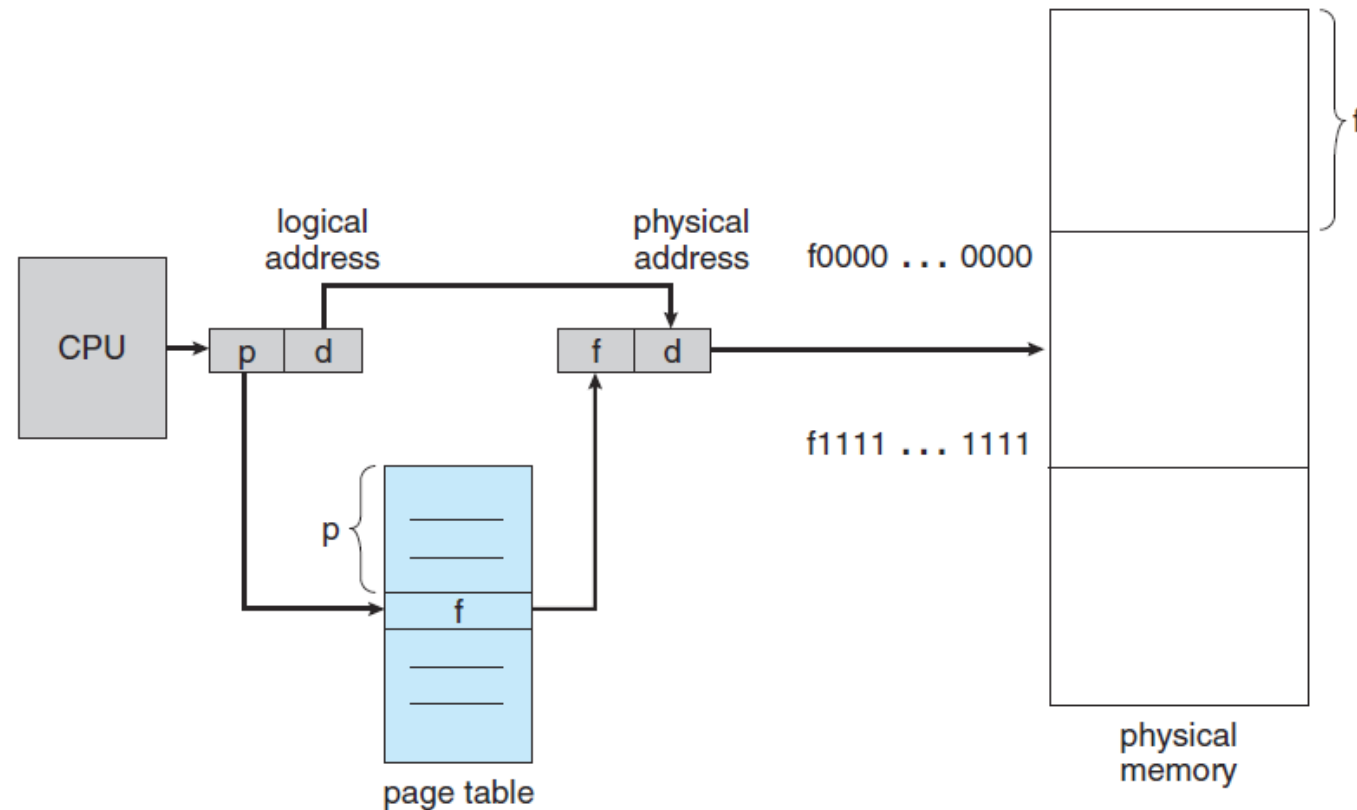 f
logical
address
physical
address
f0000 ... 0000
CPU
p
d
f
d
f1111 ... 1111
p
f
page table
physical
memory